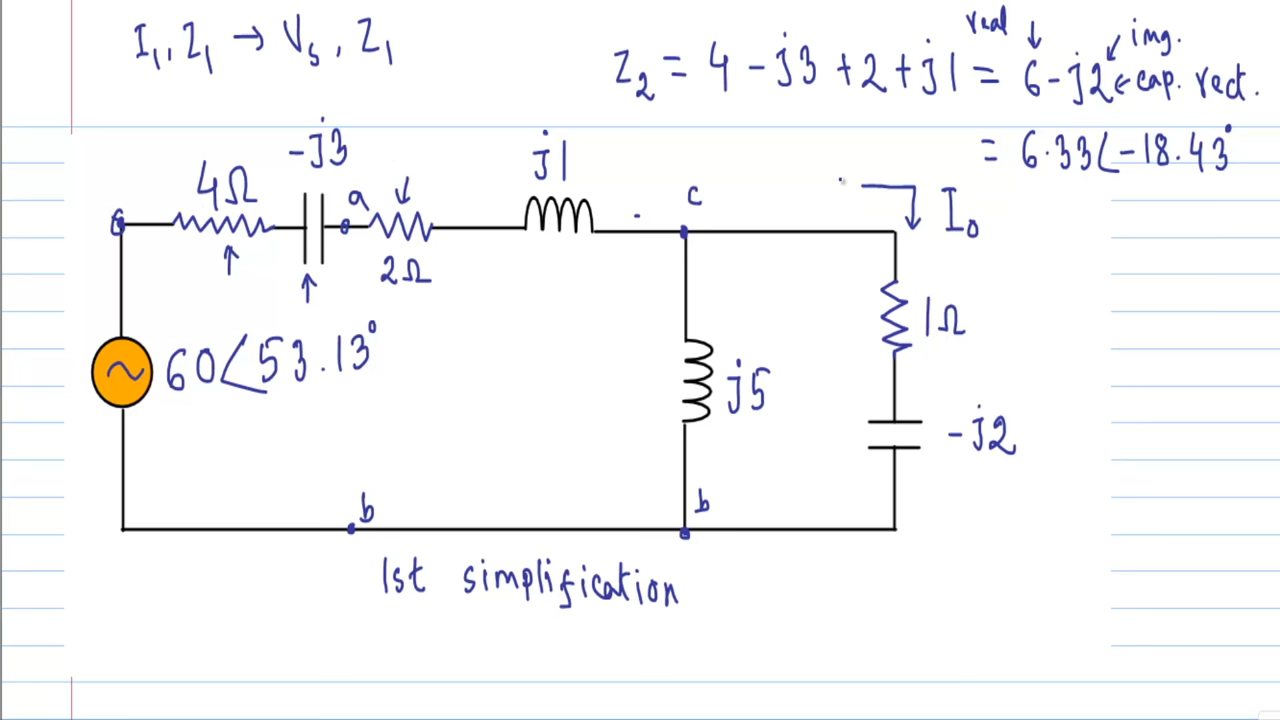 I₁, Z₁ → Vₛ, Z₁
Z₂ = 4 - j3 + 2 + j1 = 6 - j2 ← cap. rect.
real ↓
img.
= 6.33∠-18.43°
4Ω
-j3
a
2Ω
j1
c
I₀
60∠53.13°
j5
1Ω
-j2
b
b
1st simplification